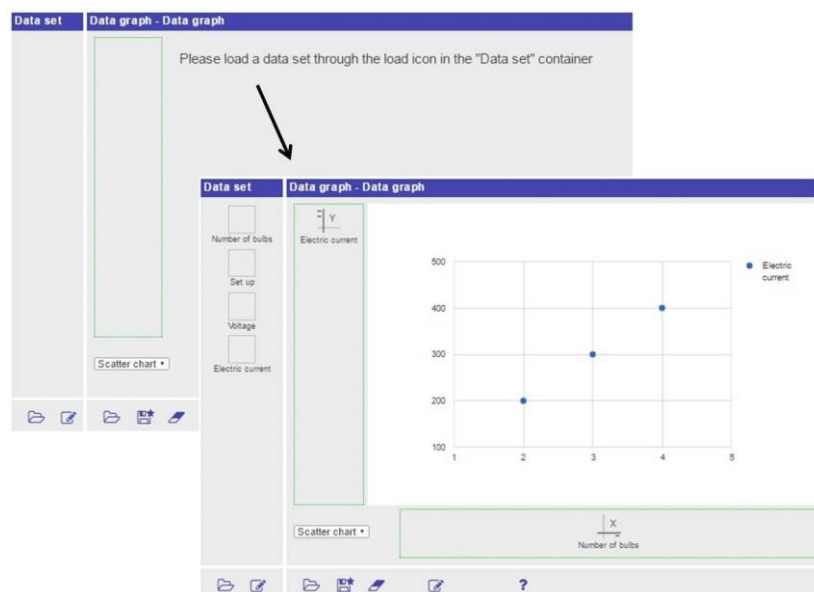 Data set
Data graph - Data graph
Please load a data set through the load icon in the "Data set" container
Scatter chart
Data set
Data graph - Data graph
Number of bulbs
Set up
Voltage
Electric current
Y
Electric current
500
400
300
200
100
1 2 3 4 5
Electric
current
Scatter chart
X
Number of bulbs
?